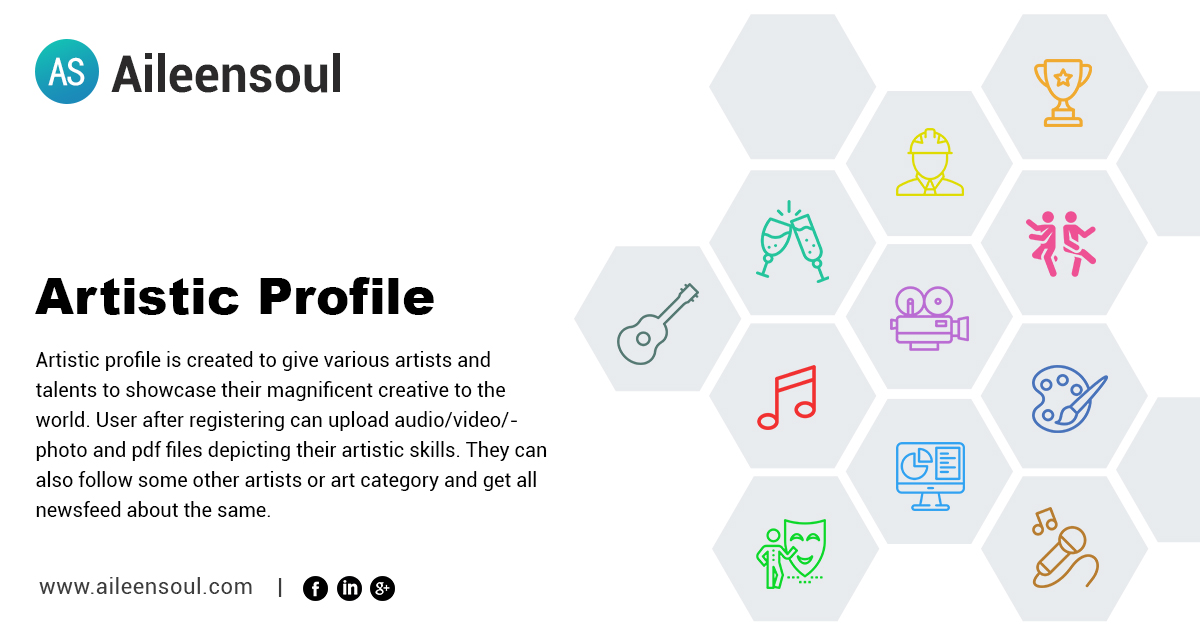 AS Aileensoul
Artistic Profile
Artistic profile is created to give various artists and
talents to showcase their magnificent creative to the
world. User after registering can upload audio/video/-
photo and pdf files depicting their artistic skills. They can
also follow some other artists or art category and get all
newsfeed about the same.
www.aileensoul.com | f in g+